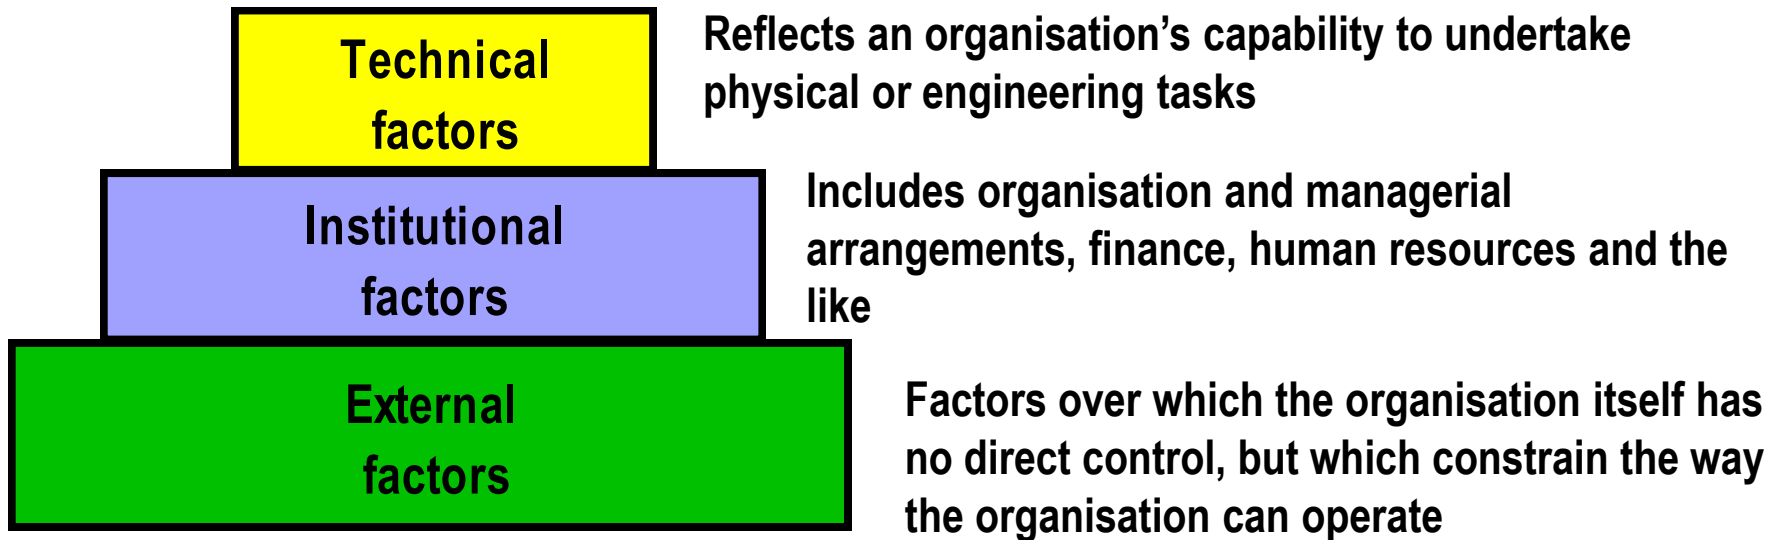 Technical
factors
Reflects an organisation’s capability to undertake
physical or engineering tasks
Institutional
factors
Includes organisation and managerial
arrangements, finance, human resources and the
like
External
factors
Factors over which the organisation itself has
no direct control, but which constrain the way
the organisation can operate